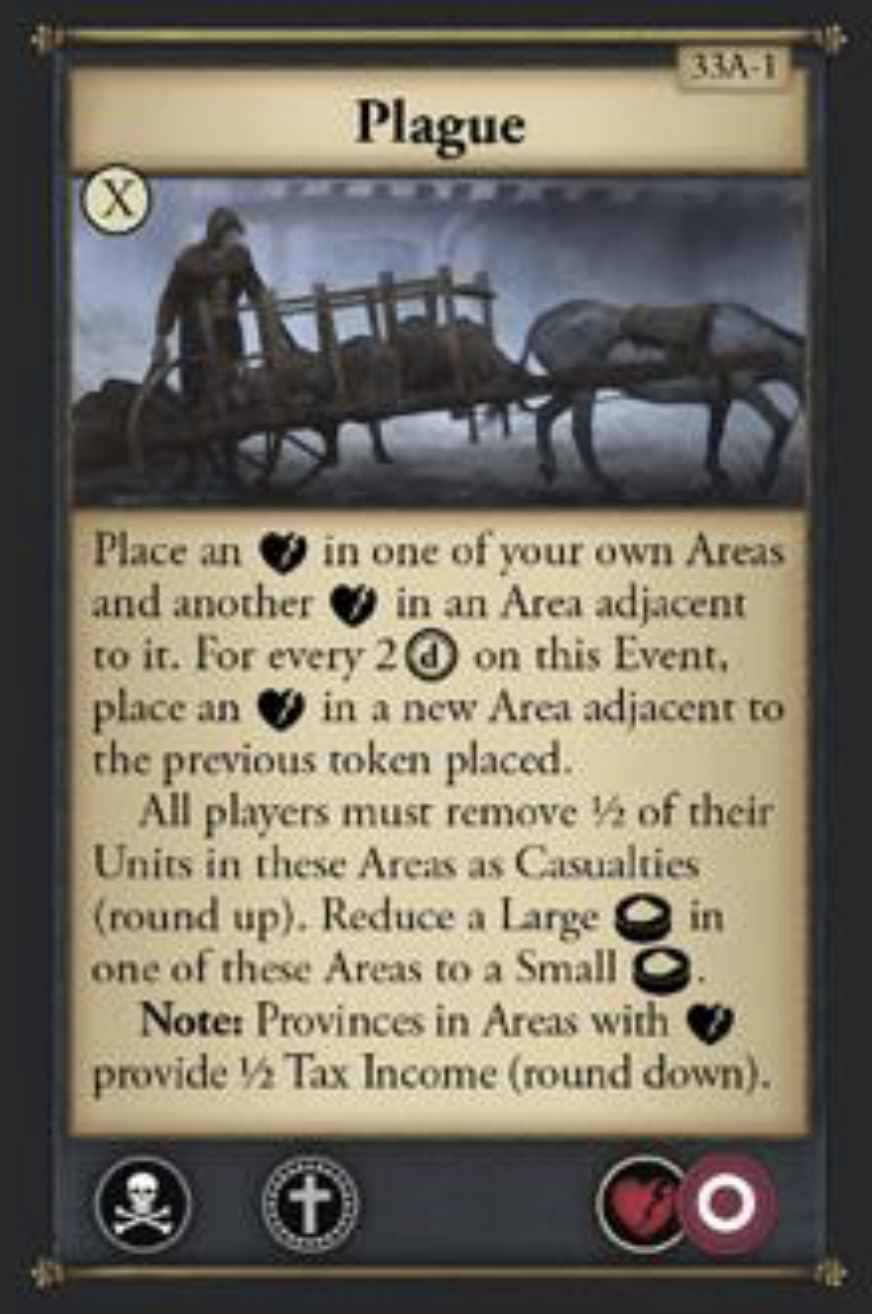 33A-1
Plague
X
Place an in one of your own Areas
and another in an Area adjacent
to it. For every 2 d on this Event,
place an in a new Area adjacent to
the previous token placed.
All players must remove ½ of their
Units in these Areas as Casualties
(round up). Reduce a Large in
one of these Areas to a Small .
Note: Provinces in Areas with
provide ½ Tax Income (round down).